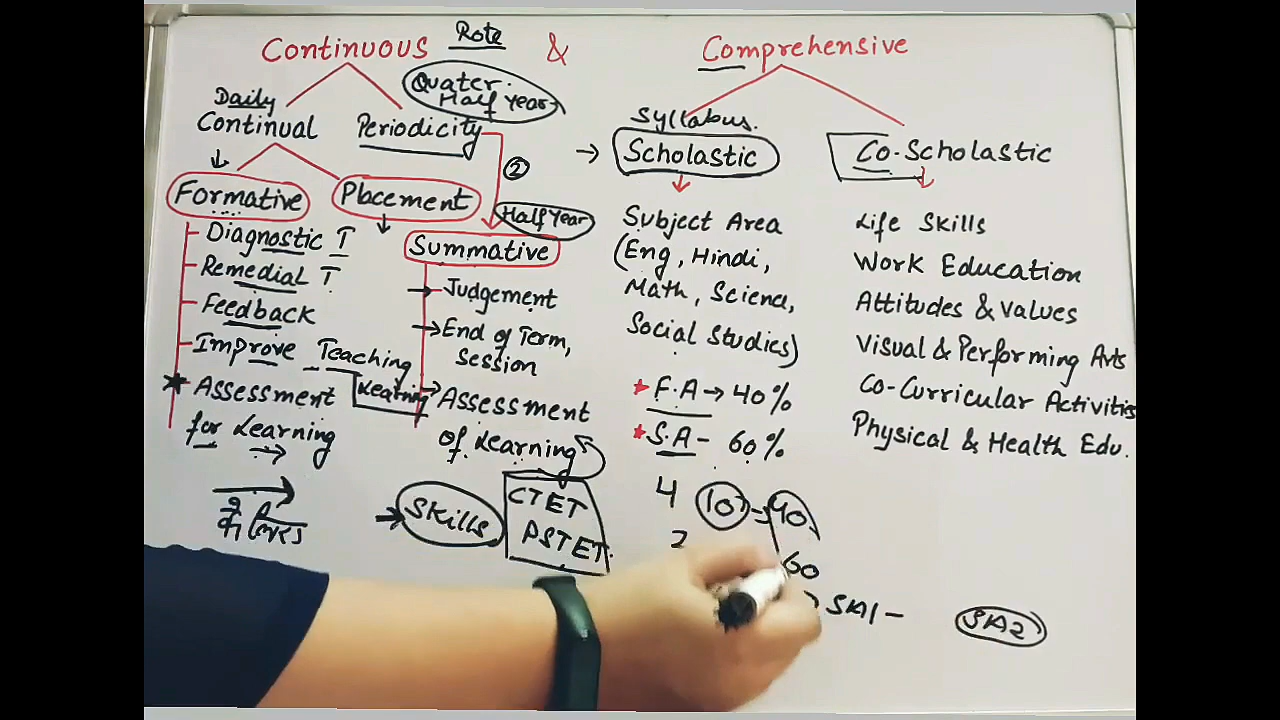 Continuous Rote & Comprehensive
Quater.
Half Year
Daily
Continual
Periodicity
Syllabus.
Scholastic
Co-Scholastic
②
Formative
Placement
Half Year
Summative
Diagnostic T
Remedial T
Feedback
Improve Teaching
Learning
Assessment
for Learning
Judgement
End of Term,
Session
Assessment
of Learning
Subject Area
(Eng, Hindi,
Math, Science,
Social Studies)
F.A → 40%
S.A - 60%
Life Skills
Work Education
Attitudes & Values
Visual & Performing Arts
Co-Curricular Activities
Physical & Health Edu.
Skills
CTET
PSTET
4 10 = 40
2
60
SA1 -
SA2